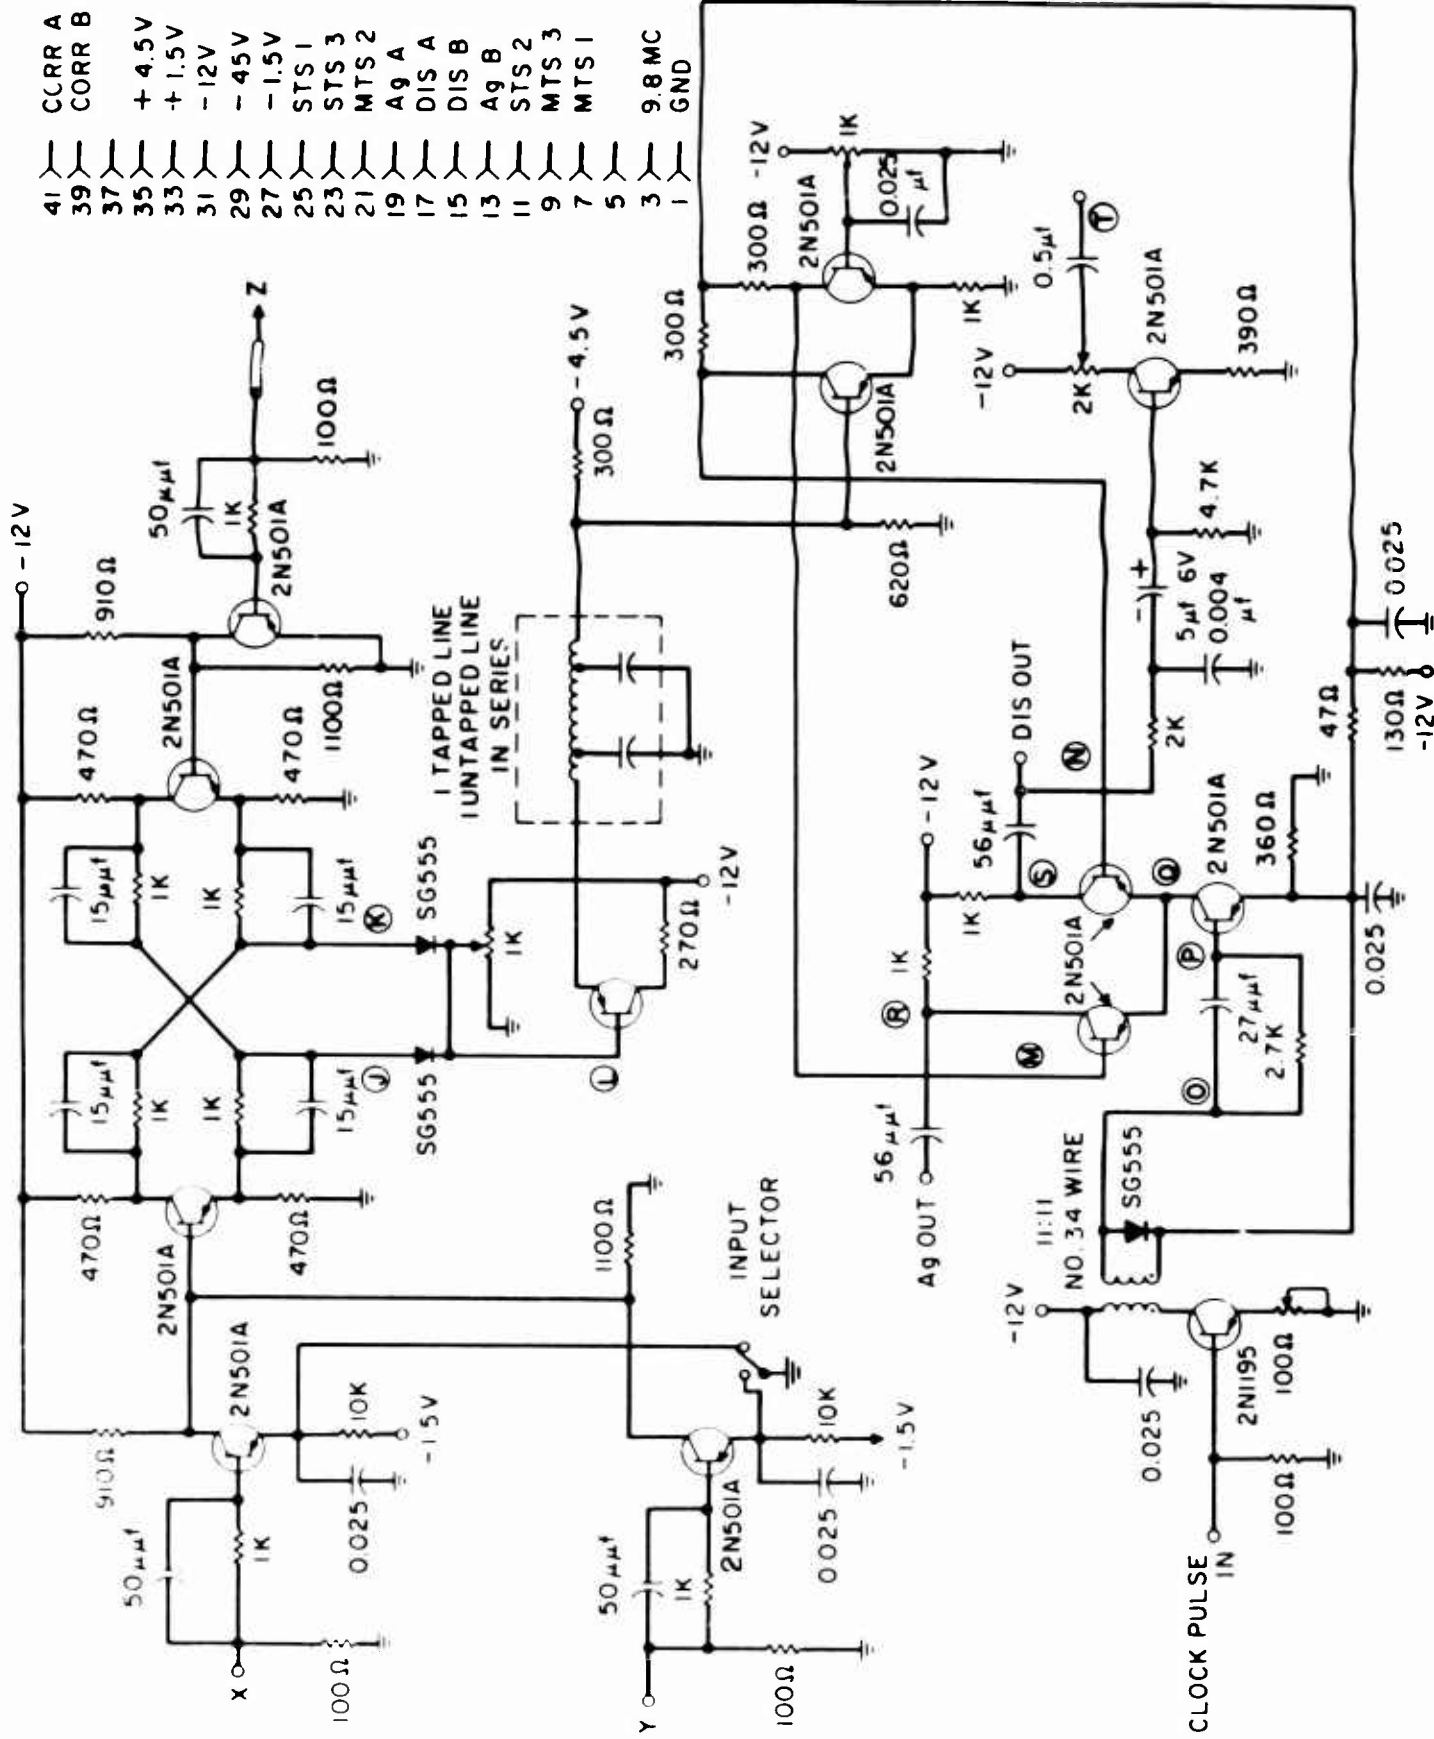 41 CCRR A
39 CORR B
37
35 +4.5V
33 +1.5V
31 -12V
29 -45V
27 -1.5V
25 STS 1
23 STS 3
21 MTS 2
19 Ag A
17 DIS A
15 DIS B
13 Ag B
11 STS 2
9 MTS 3
7 MTS 1
5
3 9.8 MC
1 GND
-12V
910Ω
470Ω
15μμf
1K
1K
15μμf
470Ω
2N501A
J
SG555
15μμf
1K
1K
15μμf
470Ω
470Ω
2N501A
K
SG555
910Ω
1100Ω
2N501A
50μμf
1K
100Ω
Z
X
50μμf
1K
100Ω
2N501A
10K
0.025
-1.5V
Y
50μμf
1K
100Ω
2N501A
10K
0.025
-1.5V
1100Ω
INPUT
SELECTOR
L
1K
270Ω
-12V
1 TAPPED LINE
1 UNTAPPED LINE
IN SERIES
-4.5V
300Ω
620Ω
300Ω
300Ω
2N501A
2N501A
1K
-12V
1K
0.025
μf
Ag OUT
56μμf
R
1K
-12V
1K
S
56μμf
DIS OUT
M
2N501A
N
Q
2K
0.004
μf
5μf 6V
- +
4.7K
2N501A
390Ω
-12V
2K
0.5μf
T
CLOCK PULSE
IN
100Ω
2N1195
100Ω
0.025
-12V
11:11
NO. 34 WIRE
SG555
O
27μμf
2.7K
P
2N501A
360Ω
0.025
47Ω
130Ω
-12V
0.025